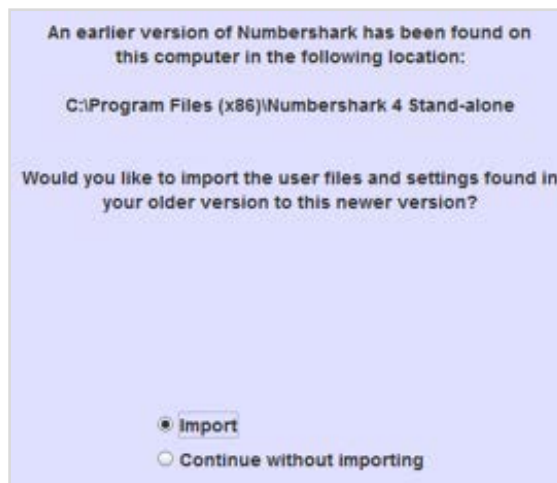 An earlier version of Numbershark has been found on
this computer in the following location:
C:\Program Files (x86)\Numbershark 4 Stand-alone
Would you like to import the user files and settings found in
your older version to this newer version?
Import
Continue without importing